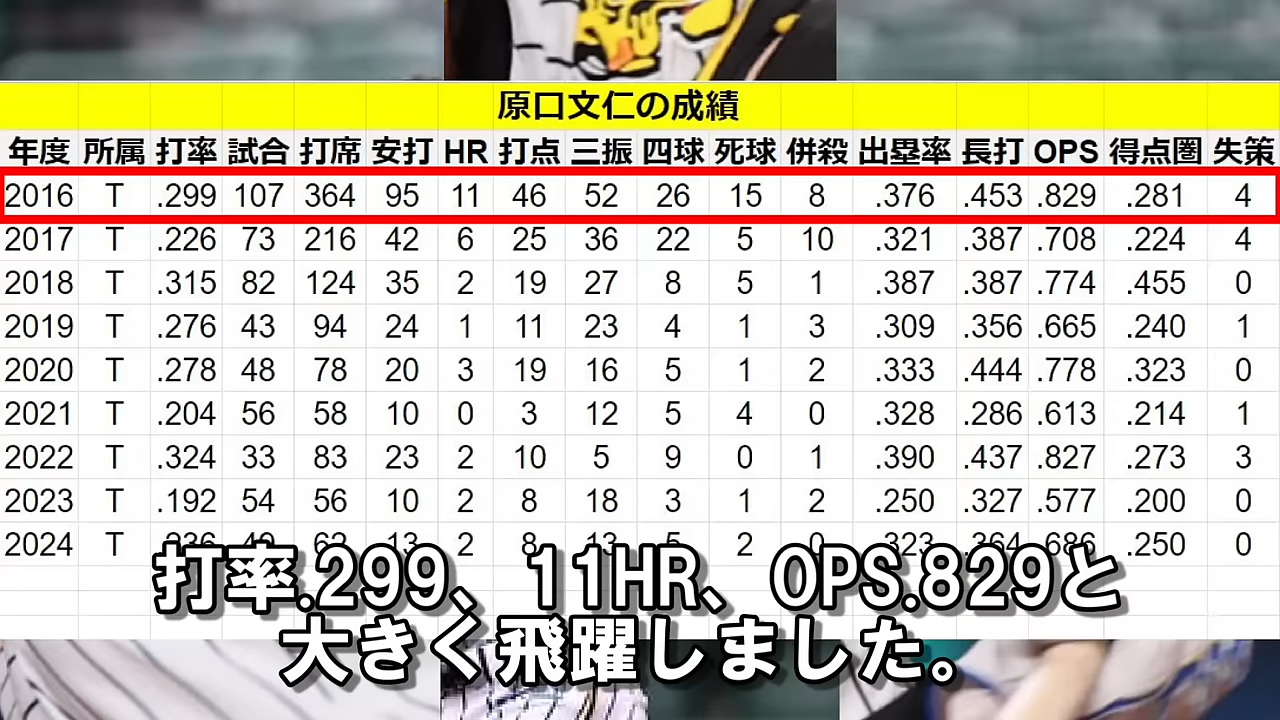 原口文仁の成績
年度 所属 打率 試合 打席 安打 HR 打点 三振 四球 死球 併殺 出塁率 長打 OPS 得点圏 失策
2016 T .299 107 364 95 11 46 52 26 15 8 .376 .453 .829 .281 4
2017 T .226 73 216 42 6 25 36 22 5 10 .321 .387 .708 .224 4
2018 T .315 82 124 35 2 19 27 8 5 1 .387 .387 .774 .455 0
2019 T .276 43 94 24 1 11 23 4 1 3 .309 .356 .665 .240 1
2020 T .278 48 78 20 3 19 16 5 1 2 .333 .444 .778 .323 0
2021 T .204 56 58 10 0 3 12 5 4 0 .328 .286 .613 .214 1
2022 T .324 33 83 23 2 10 5 9 0 1 .390 .437 .827 .273 3
2023 T .192 54 56 10 2 8 18 3 1 2 .250 .327 .577 .200 0
2024 T 2 8 2 .250 0
打率.299、11HR、OPS.829と
大きく飛躍しました。